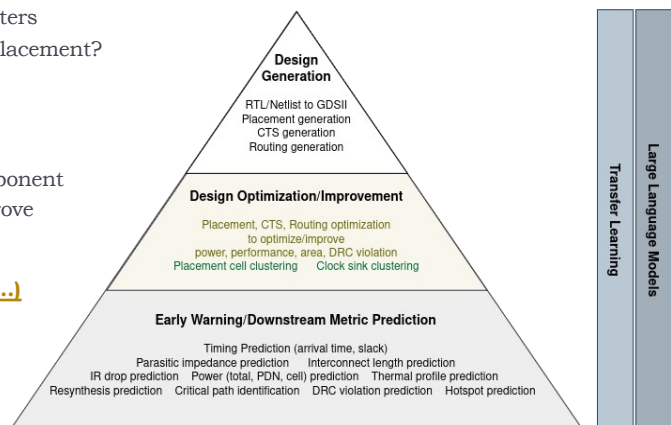 ters
lacement?
ponent
rove
...)
Design
Generation
RTL/Netlist to GDSII
Placement generation
CTS generation
Routing generation
Design Optimization/Improvement
Placement, CTS, Routing optimization
to optimize/improve
power, performance, area, DRC violation
Placement cell clustering Clock sink clustering
Early Warning/Downstream Metric Prediction
Timing Prediction (arrival time, slack)
Parasitic impedance prediction Interconnect length prediction
IR drop prediction Power (total, PDN, cell) prediction Thermal profile prediction
Resynthesis prediction Critical path identification DRC violation prediction Hotspot prediction
Transfer Learning
Large Language Models